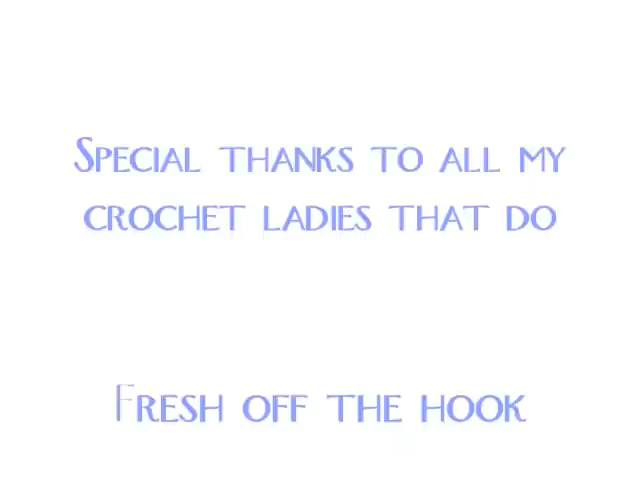 Special thanks to all my
crochet ladies that do
Fresh off the hook